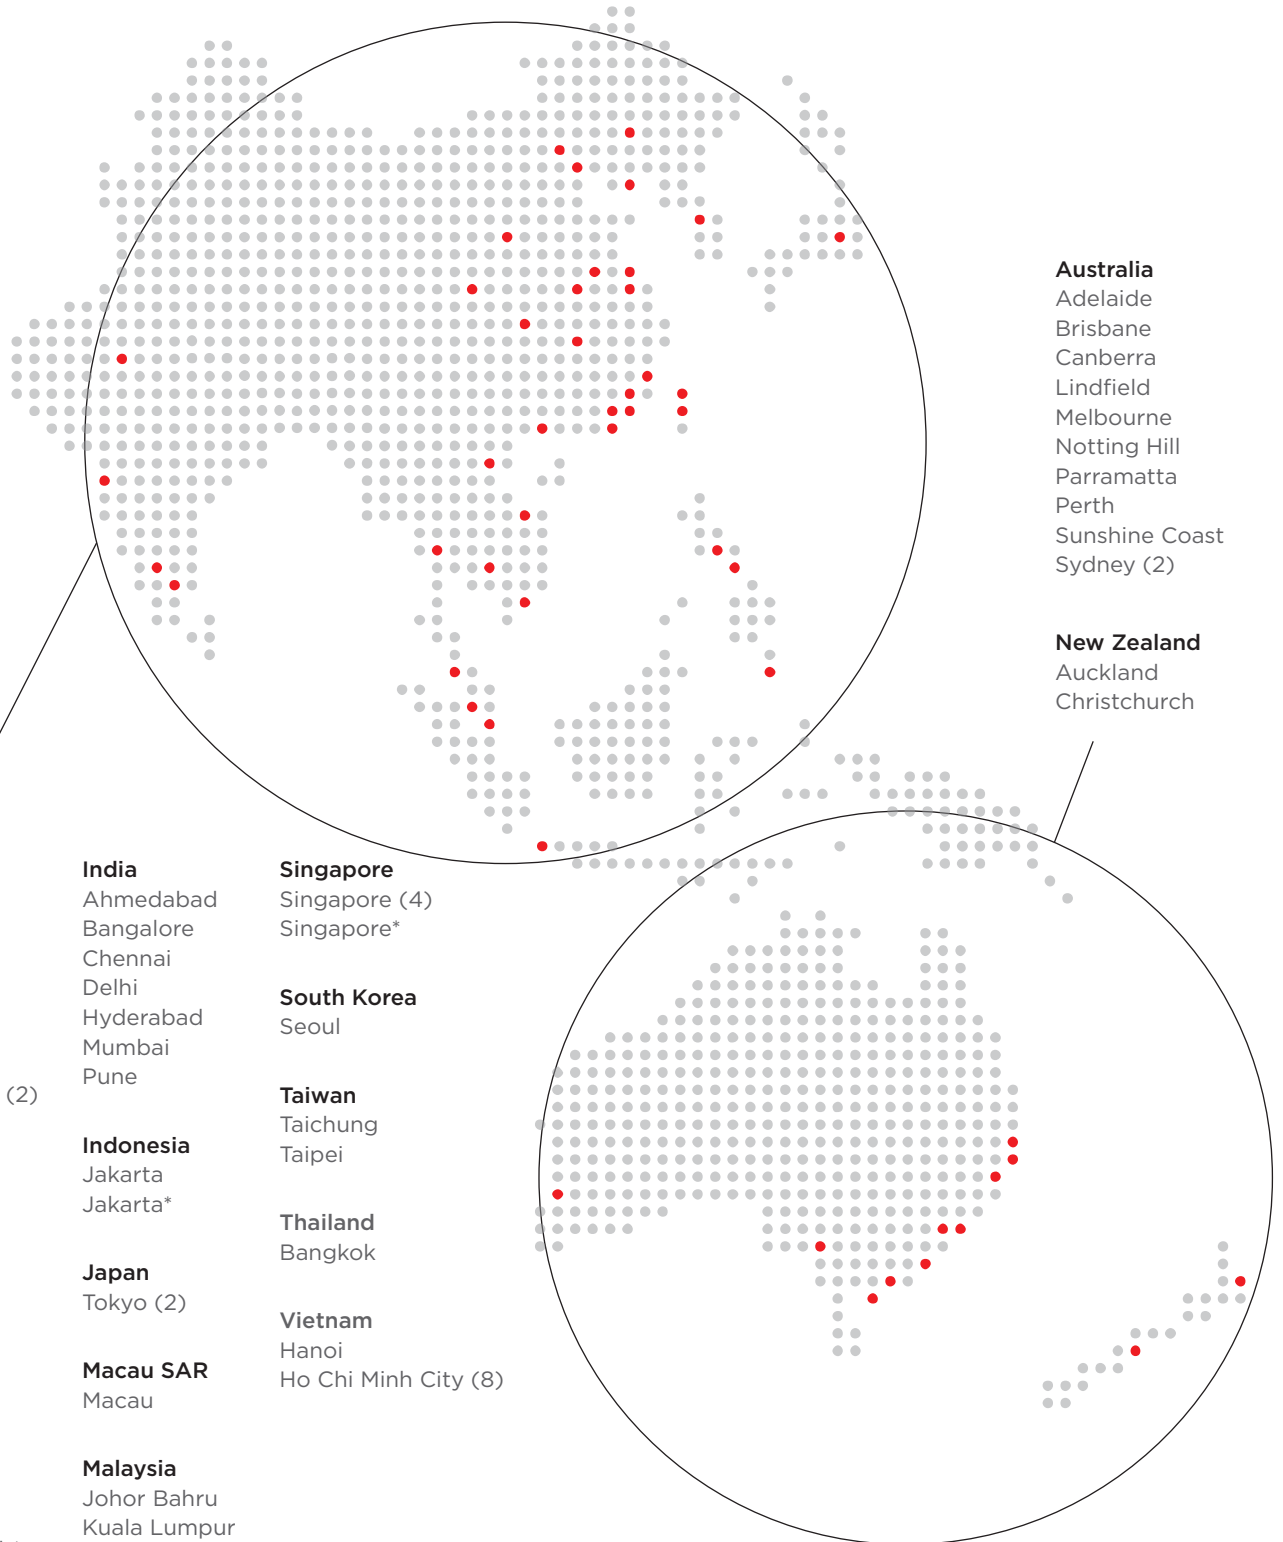 Australia
Adelaide
Brisbane
Canberra
Lindfield
Melbourne
Notting Hill
Parramatta
Perth
Sunshine Coast
Sydney (2)
New Zealand
Auckland
Christchurch
(2)
India
Ahmedabad
Bangalore
Chennai
Delhi
Hyderabad
Mumbai
Pune
Indonesia
Jakarta
Jakarta*
Japan
Tokyo (2)
Macau SAR
Macau
Malaysia
Johor Bahru
Kuala Lumpur
Singapore
Singapore (4)
Singapore*
South Korea
Seoul
Taiwan
Taichung
Taipei
Thailand
Bangkok
Vietnam
Hanoi
Ho Chi Minh City (8)